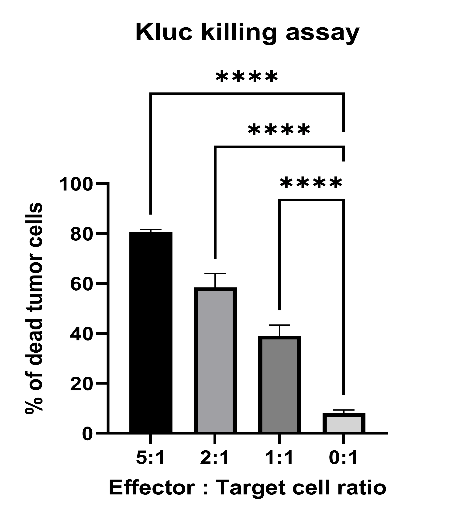 Kluc killing assay
****
****
****
100
80
60
40
20
0
% of dead tumor cells
5:1 2:1 1:1 0:1
Effector : Target cell ratio